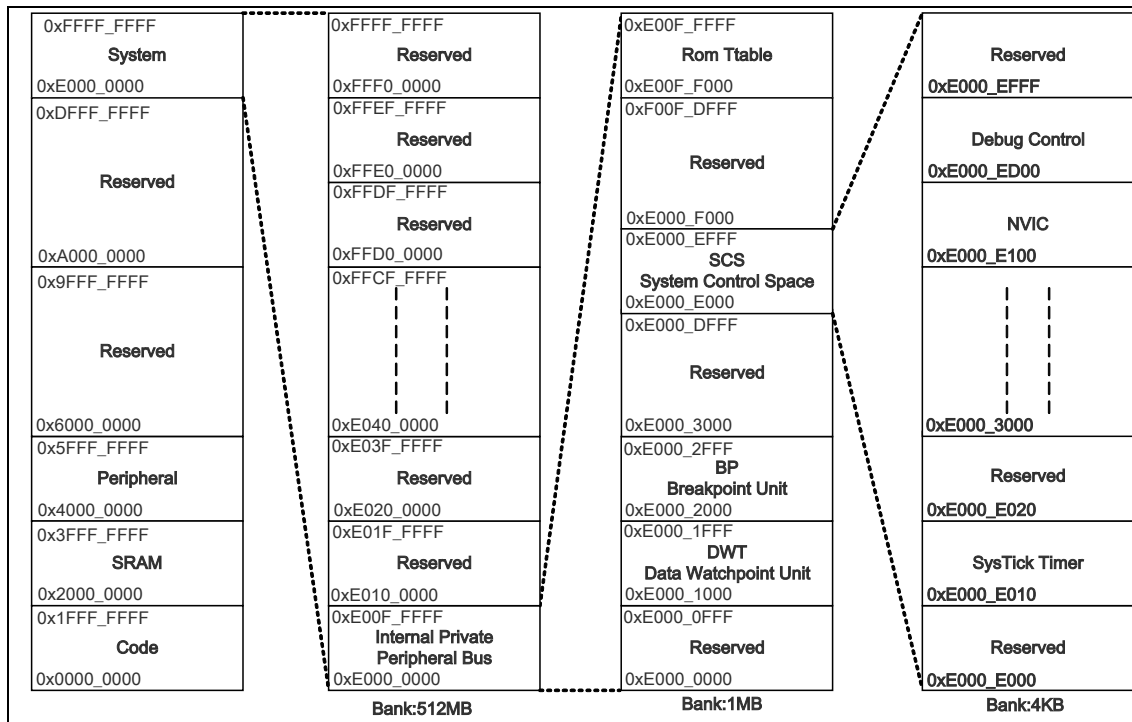 0xFFFF_FFFF
System
0xE000_0000
0xDFFF_FFFF
Reserved
0xA000_0000
0x9FFF_FFFF
Reserved
0x6000_0000
0x5FFF_FFFF
Peripheral
0x4000_0000
0x3FFF_FFFF
SRAM
0x2000_0000
0x1FFF_FFFF
Code
0x0000_0000
0xFFFF_FFFF
Reserved
0xFFF0_0000
0xFFEF_FFFF
Reserved
0xFFE0_0000
0xFFDF_FFFF
Reserved
0xFFD0_0000
0xFFCF_FFFF
0xE040_0000
0xE03F_FFFF
Reserved
0xE020_0000
0xE01F_FFFF
Reserved
0xE010_0000
0xE00F_FFFF
Internal Private
Peripheral Bus
0xE000_0000
Bank:512MB
0xE00F_FFFF
Rom Ttable
0xE00F_F000
0xF00F_DFFF
Reserved
0xE000_F000
0xE000_EFFF
SCS
System Control Space
0xE000_E000
0xE000_DFFF
Reserved
0xE000_3000
0xE000_2FFF
BP
Breakpoint Unit
0xE000_2000
0xE000_1FFF
DWT
Data Watchpoint Unit
0xE000_1000
0xE000_0FFF
Reserved
0xE000_0000
Bank:1MB
Reserved
0xE000_EFFF
Debug Control
0xE000_ED00
NVIC
0xE000_E100
0xE000_3000
Reserved
0xE000_E020
SysTick Timer
0xE000_E010
Reserved
0xE000_E000
Bank:4KB